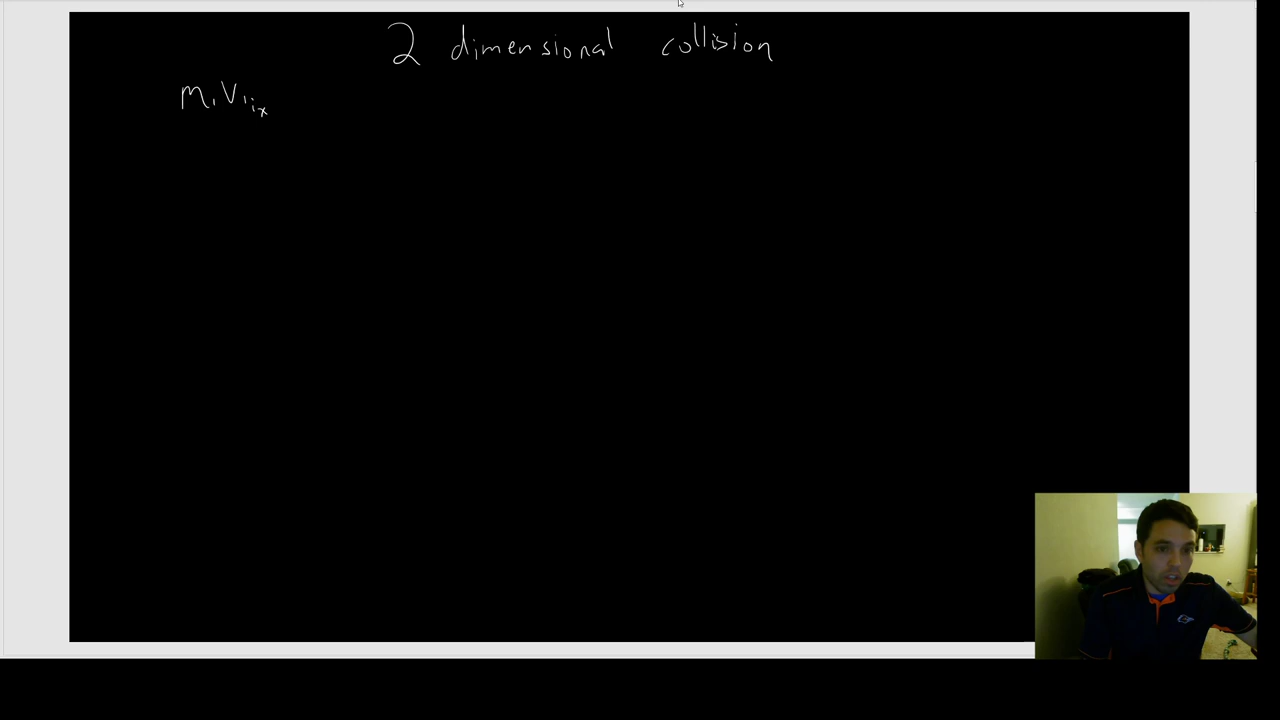 2 dimensional collision
m₁v₁ᵢₓ